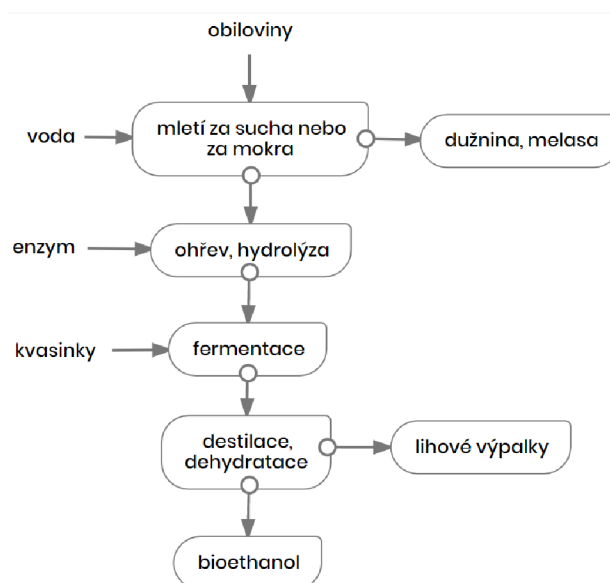 obiloviny
voda
mletí za sucha nebo
za mokra
dužnina, melasa
enzym
ohřev, hydrolýza
kvasinky
fermentace
destilace,
dehydratace
lihové výpalky
bioethanol